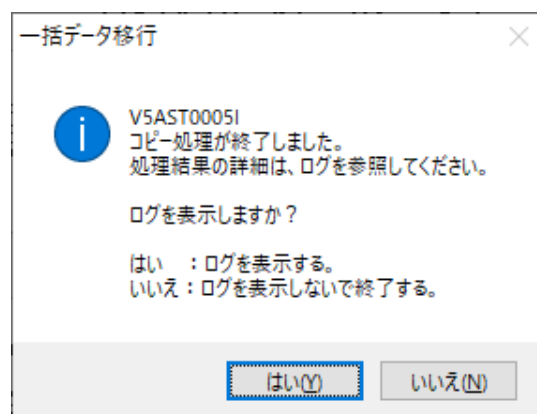 一括データ移行
V5AST0005I
コピー処理が終了しました。
処理結果の詳細は、ログを参照してください。
ログを表示しますか？
はい　：ログを表示する。
いいえ：ログを表示しないで終了する。
はい(Y)
いいえ(N)